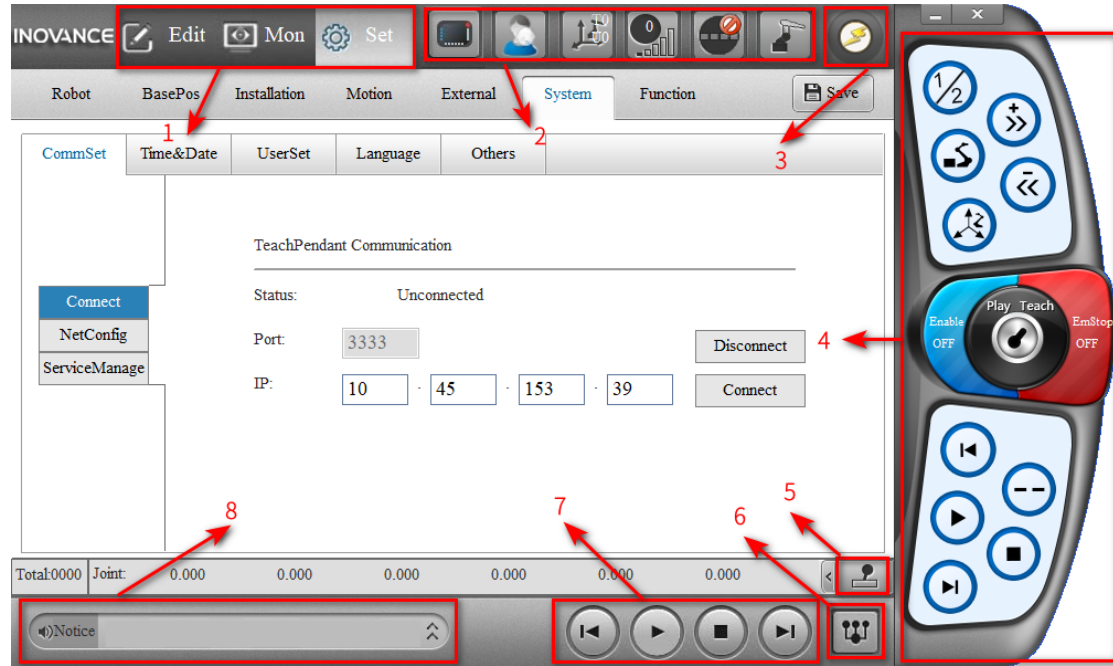 INOVANCE Edit Mon Set 0 L0 U0
Robot BasePos Installation Motion External System Function Save
1 2 3
CommSet Time&Date UserSet Language Others
TeachPendant Communication
Connect Status: Unconnected
NetConfig Port: 3333 Disconnect
ServiceManage IP: 10 . 45 . 153 . 39 Connect
4
8 7 6 5
Total:0000 Joint: 0.000 0.000 0.000 0.000 0.000 0.000
Notice
1/2
+
-
Z
Play Teach
Enable OFF
EmStop OFF